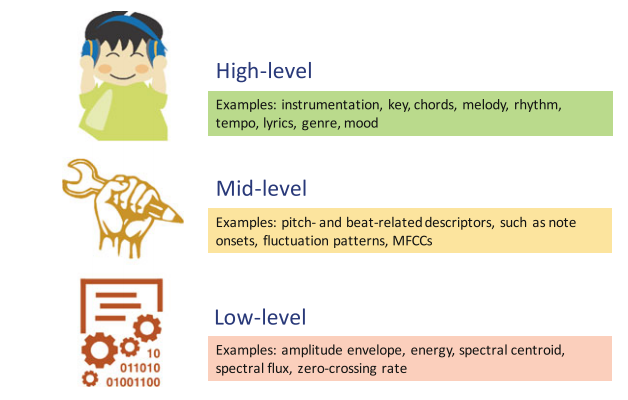 High-level
Examples: instrumentation, key, chords, melody, rhythm,
tempo, lyrics, genre, mood
Mid-level
Examples: pitch- and beat-related descriptors, such as note
onsets, fluctuation patterns, MFCCs
Low-level
Examples: amplitude envelope, energy, spectral centroid,
spectral flux, zero-crossing rate
10
011010
01001100